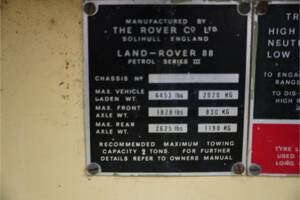 MANUFACTURED BY
THE ROVER CO LTD.
SOLIHULL - ENGLAND
LAND-ROVER 88
PETROL SERIES III
CHASSIS No
MAX. VEHICLE
LADEN WT. 4453 lbs 2020 KG
MAX. FRONT
AXLE WT. 1828 lbs 830 KG
MAX. REAR
AXLE WT. 2625 lbs 1190 KG
RECOMMENDED MAXIMUM TOWING
CAPACITY 2 TONS. FOR FURTHER
DETAILS REFER TO OWNERS MANUAL
HIGH
NEUT
LOW
TO ENGA
RANGE
TO DIS-
HIGH
TYRE
USED
LONG